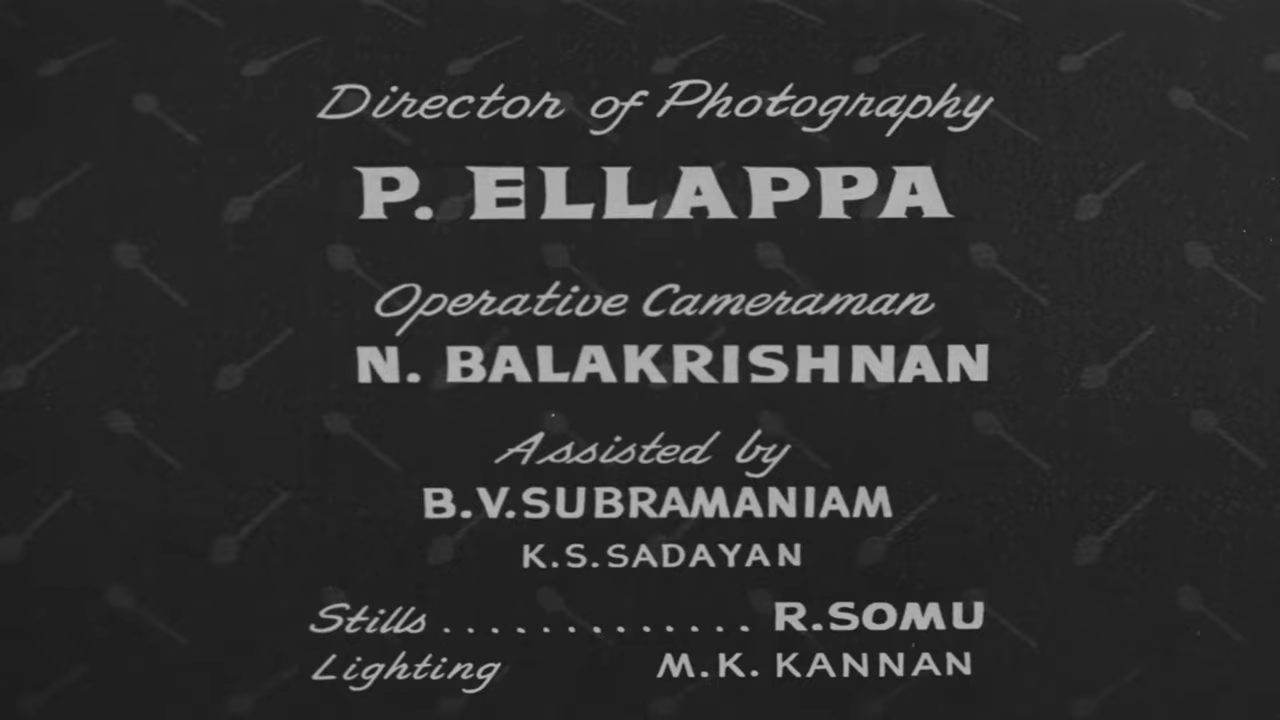 Director of Photography
P. ELLAPPA
Operative Cameraman
N. BALAKRISHNAN
Assisted by
B.V.SUBRAMANIAM
K.S.SADAYAN
Stills ............. R.SOMU
Lighting M.K. KANNAN